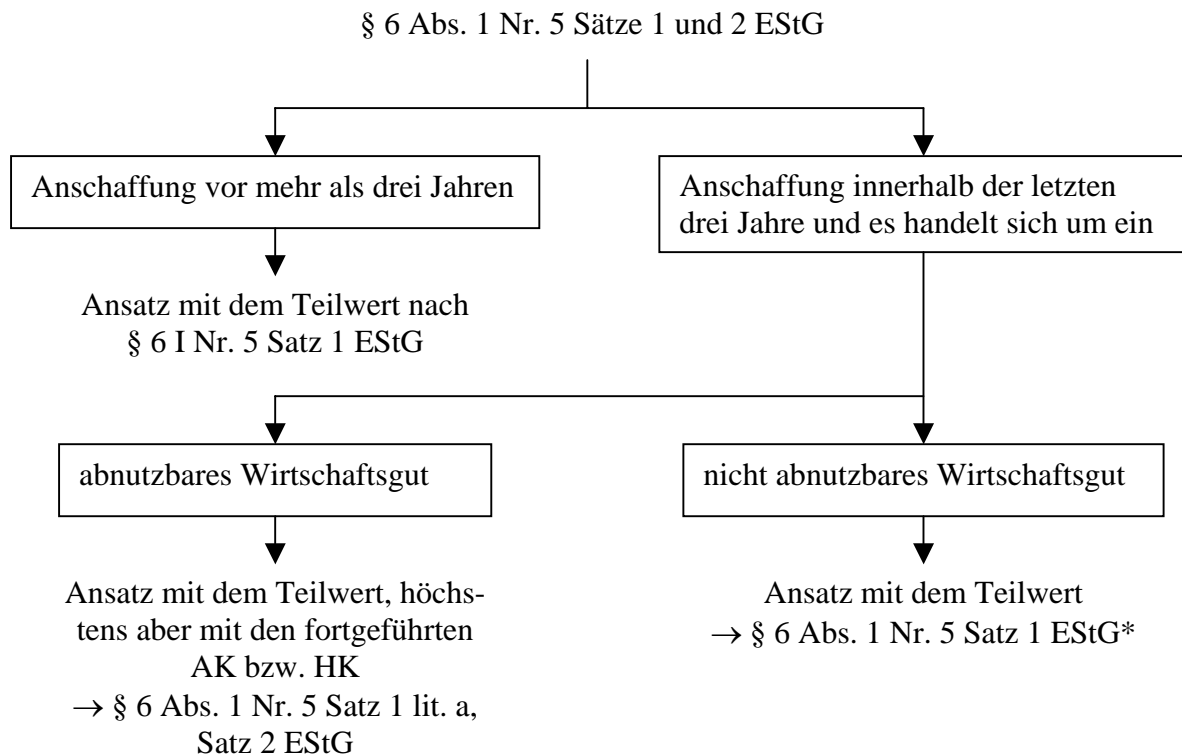 § 6 Abs. 1 Nr. 5 Sätze 1 und 2 EStG
Anschaffung vor mehr als drei Jahren
Anschaffung innerhalb der letzten
drei Jahre und es handelt sich um ein
Ansatz mit dem Teilwert nach
§ 6 I Nr. 5 Satz 1 EStG
abnutzbares Wirtschaftsgut
nicht abnutzbares Wirtschaftsgut
Ansatz mit dem Teilwert, höchs-
tens aber mit den fortgeführten
AK bzw. HK
→ § 6 Abs. 1 Nr. 5 Satz 1 lit. a,
Satz 2 EStG
Ansatz mit dem Teilwert
→ § 6 Abs. 1 Nr. 5 Satz 1 EStG*